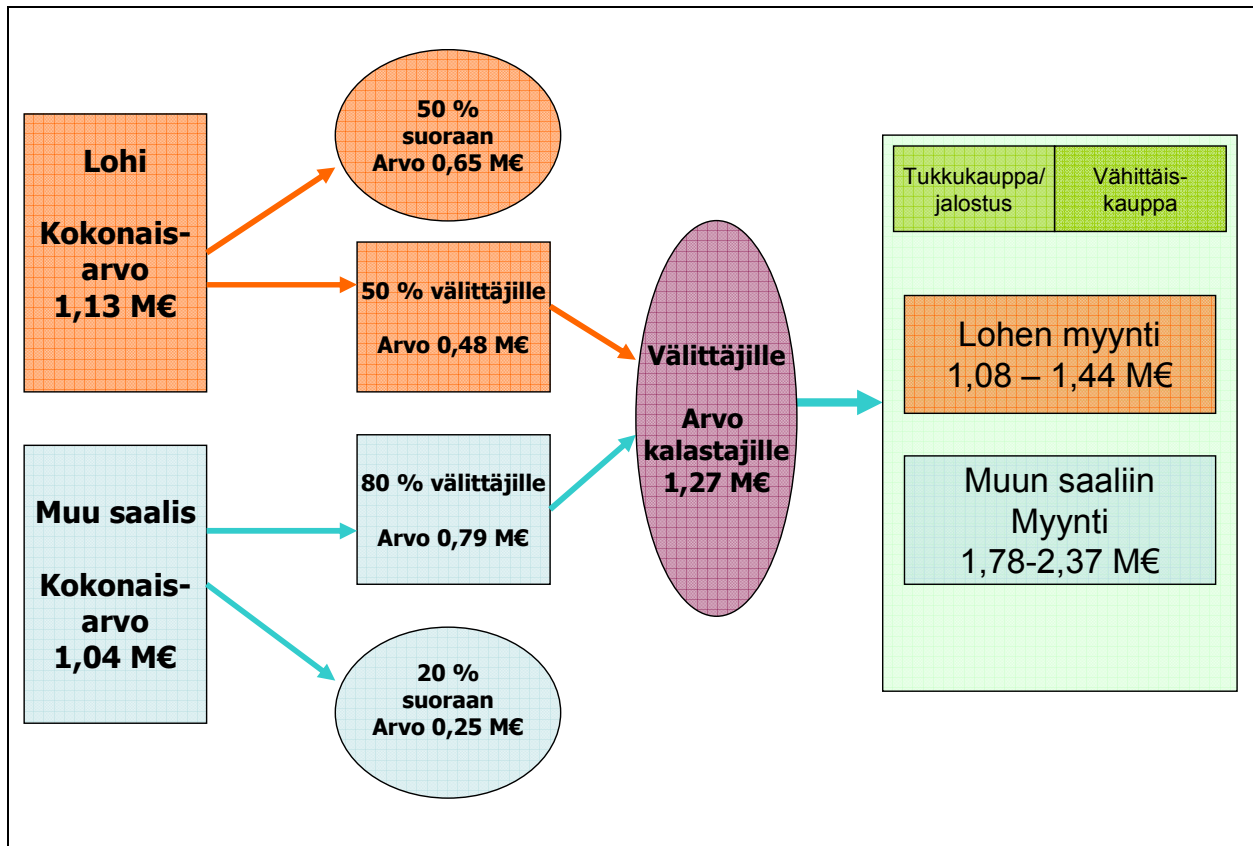 Lohi
Kokonais-
arvo
1,13 M€
50 %
suoraan
Arvo 0,65 M€
50 % välittäjille
Arvo 0,48 M€
Muu saalis
Kokonais-
arvo
1,04 M€
80 % välittäjille
Arvo 0,79 M€
20 %
suoraan
Arvo 0,25 M€
Välittäjille
Arvo
kalastajille
1,27 M€
Tukkukauppa/
jalostus
Vähittäis-
kauppa
Lohen myynti
1,08 – 1,44 M€
Muun saaliin
Myynti
1,78-2,37 M€